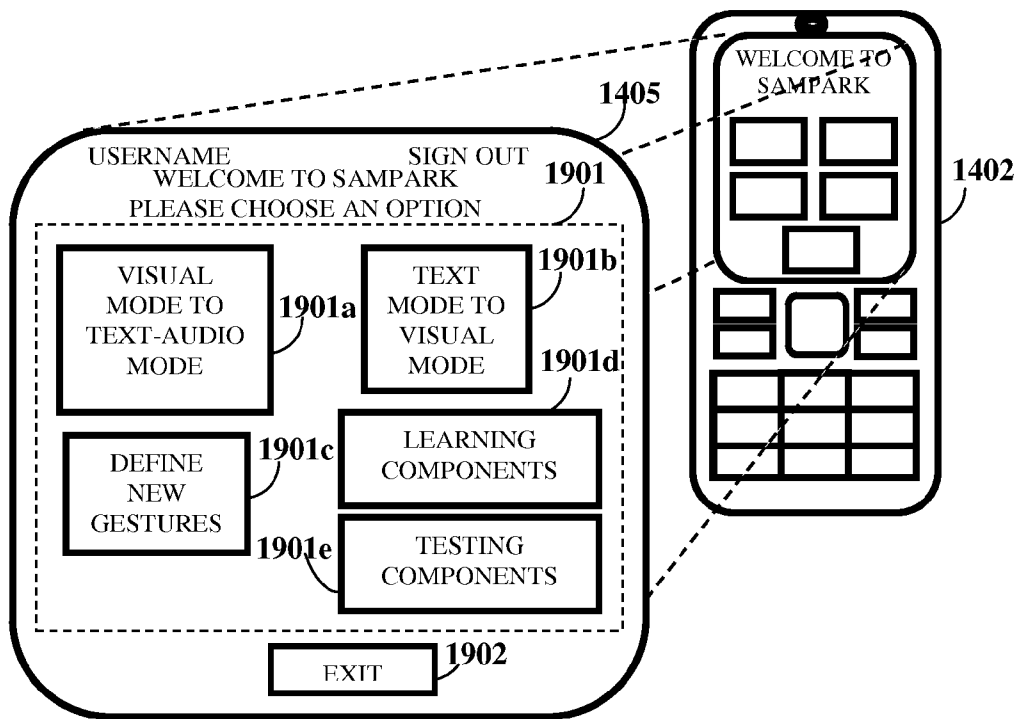 WELCOME TO
SAMPARK
1405
1402
USERNAME
SIGN OUT
WELCOME TO SAMPARK
PLEASE CHOOSE AN OPTION
1901
VISUAL
MODE TO
TEXT-AUDIO
MODE
1901a
TEXT
MODE TO
VISUAL
MODE
1901b
1901d
DEFINE
NEW
GESTURES
1901c
LEARNING
COMPONENTS
1901e
TESTING
COMPONENTS
EXIT
1902